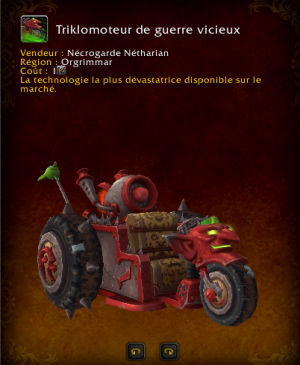 Triklomoteur de guerre vicieux
Vendeur : Nécrogarde Nétharian
Région : Orgrimmar
Coût : 1
La technologie la plus dévastatrice disponible sur le
marché.